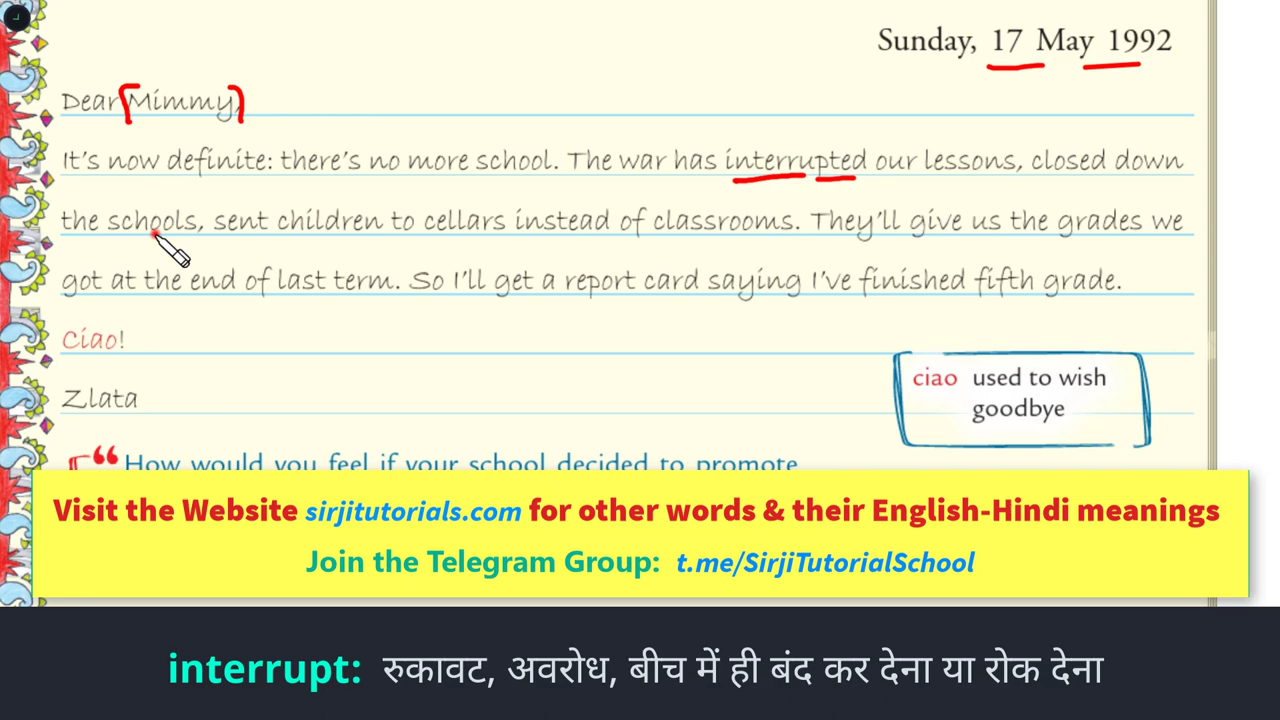 Sunday, 17 May 1992
Dear Mimmy,
It's now definite: there's no more school. The war has interrupted our lessons, closed down
the schools, sent children to cellars instead of classrooms. They'll give us the grades we
got at the end of last term. So I'll get a report card saying I've finished fifth grade.
Ciao!
ciao used to wish
goodbye
Zlata
“ How would you feel if your school decided to promote
Visit the Website sirjitutorials.com for other words & their English-Hindi meanings
Join the Telegram Group: t.me/SirjiTutorialSchool
interrupt: रुकावट, अवरोध, बीच में ही बंद कर देना या रोक देना